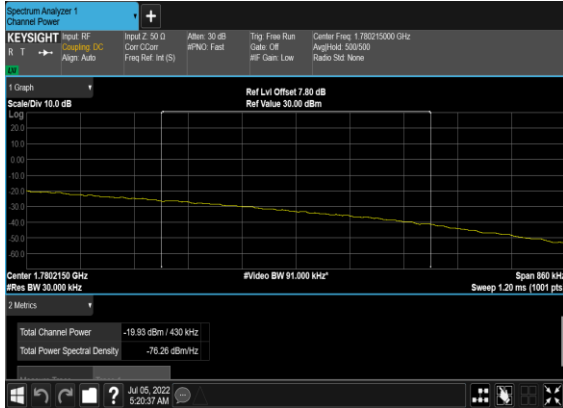 Spectrum Analyzer 1
Channel Power
+
KEYSIGHT Input: RF Input Z: 50 Ω Atten: 30 dB Trig: Free Run Center Freq: 1.780215000 GHz
R T Coupling: DC Corr CCorr #PNO: Fast Gate: Off Avg|Hold: 500/500
Align: Auto Freq Ref: Int (S) #IF Gain: Low Radio Std: None
1 Graph
Ref Lvl Offset 7.80 dB
Scale/Div 10.0 dB Ref Value 30.00 dBm
Log
20.0
10.0
0.00
-10.0
-20.0
-30.0
-40.0
-50.0
-60.0
Center 1.7802150 GHz #Video BW 91.000 kHz* Span 860 kHz
#Res BW 30.000 kHz Sweep 1.20 ms (1001 pts
2 Metrics
Total Channel Power -19.93 dBm / 430 kHz
Total Power Spectral Density -76.26 dBm/Hz
?
Jul 05, 2022
5:20:37 AM